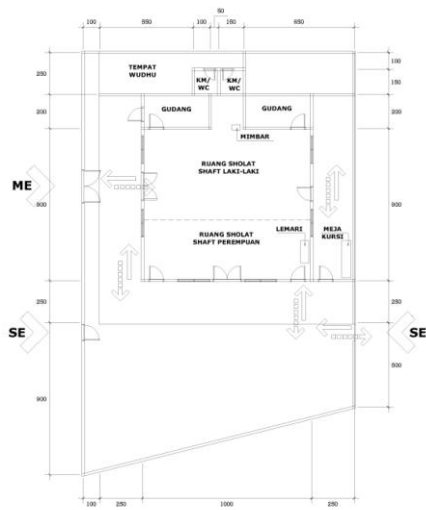 50
100 550 100 150 650
TEMPAT
WUDHU
KM/
WC
KM/
WC
GUDANG
GUDANG
MIMBAR
RUANG SHOLAT
SHAFT LAKI-LAKI
RUANG SHOLAT
SHAFT PEREMPUAN
LEMARI
MEJA
KURSI
ME
SE
SE
250
200
900
250
900
100
150
200
900
250
500
100 250 1000 250